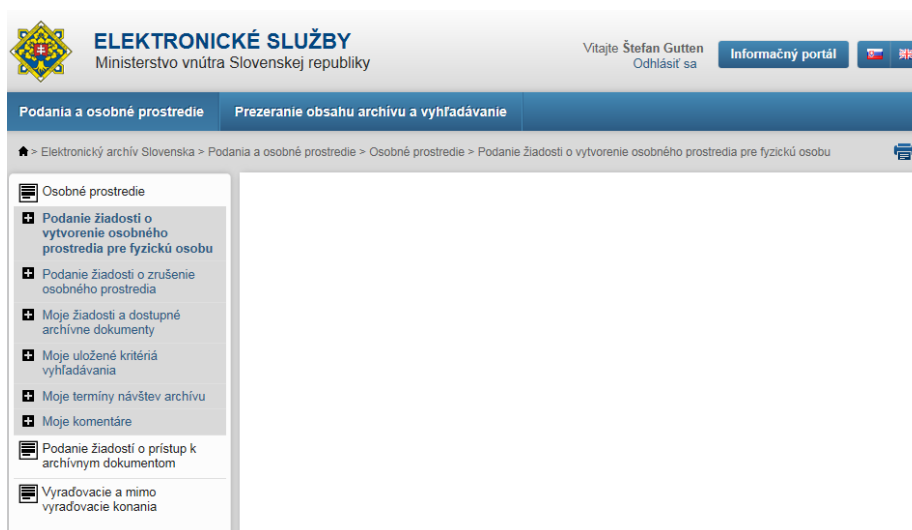 ELEKTRONICKÉ SLUŽBY
Ministerstvo vnútra Slovenskej republiky
Vitajte Štefan Gutten
Odhlásiť sa
Informačný portál
Podania a osobné prostredie
Prezeranie obsahu archívu a vyhľadávanie
> Elektronický archív Slovenska > Podania a osobné prostredie > Osobné prostredie > Podanie žiadosti o vytvorenie osobného prostredia pre fyzickú osobu
Osobné prostredie
Podanie žiadosti o
vytvorenie osobného
prostredia pre fyzickú osobu
Podanie žiadosti o zrušenie
osobného prostredia
Moje žiadosti a dostupné
archívne dokumenty
Moje uložené kritériá
vyhľadávania
Moje termíny návštev archívu
Moje komentáre
Podanie žiadostí o prístup k
archívnym dokumentom
Vyraďovacie a mimo
vyraďovacie konania